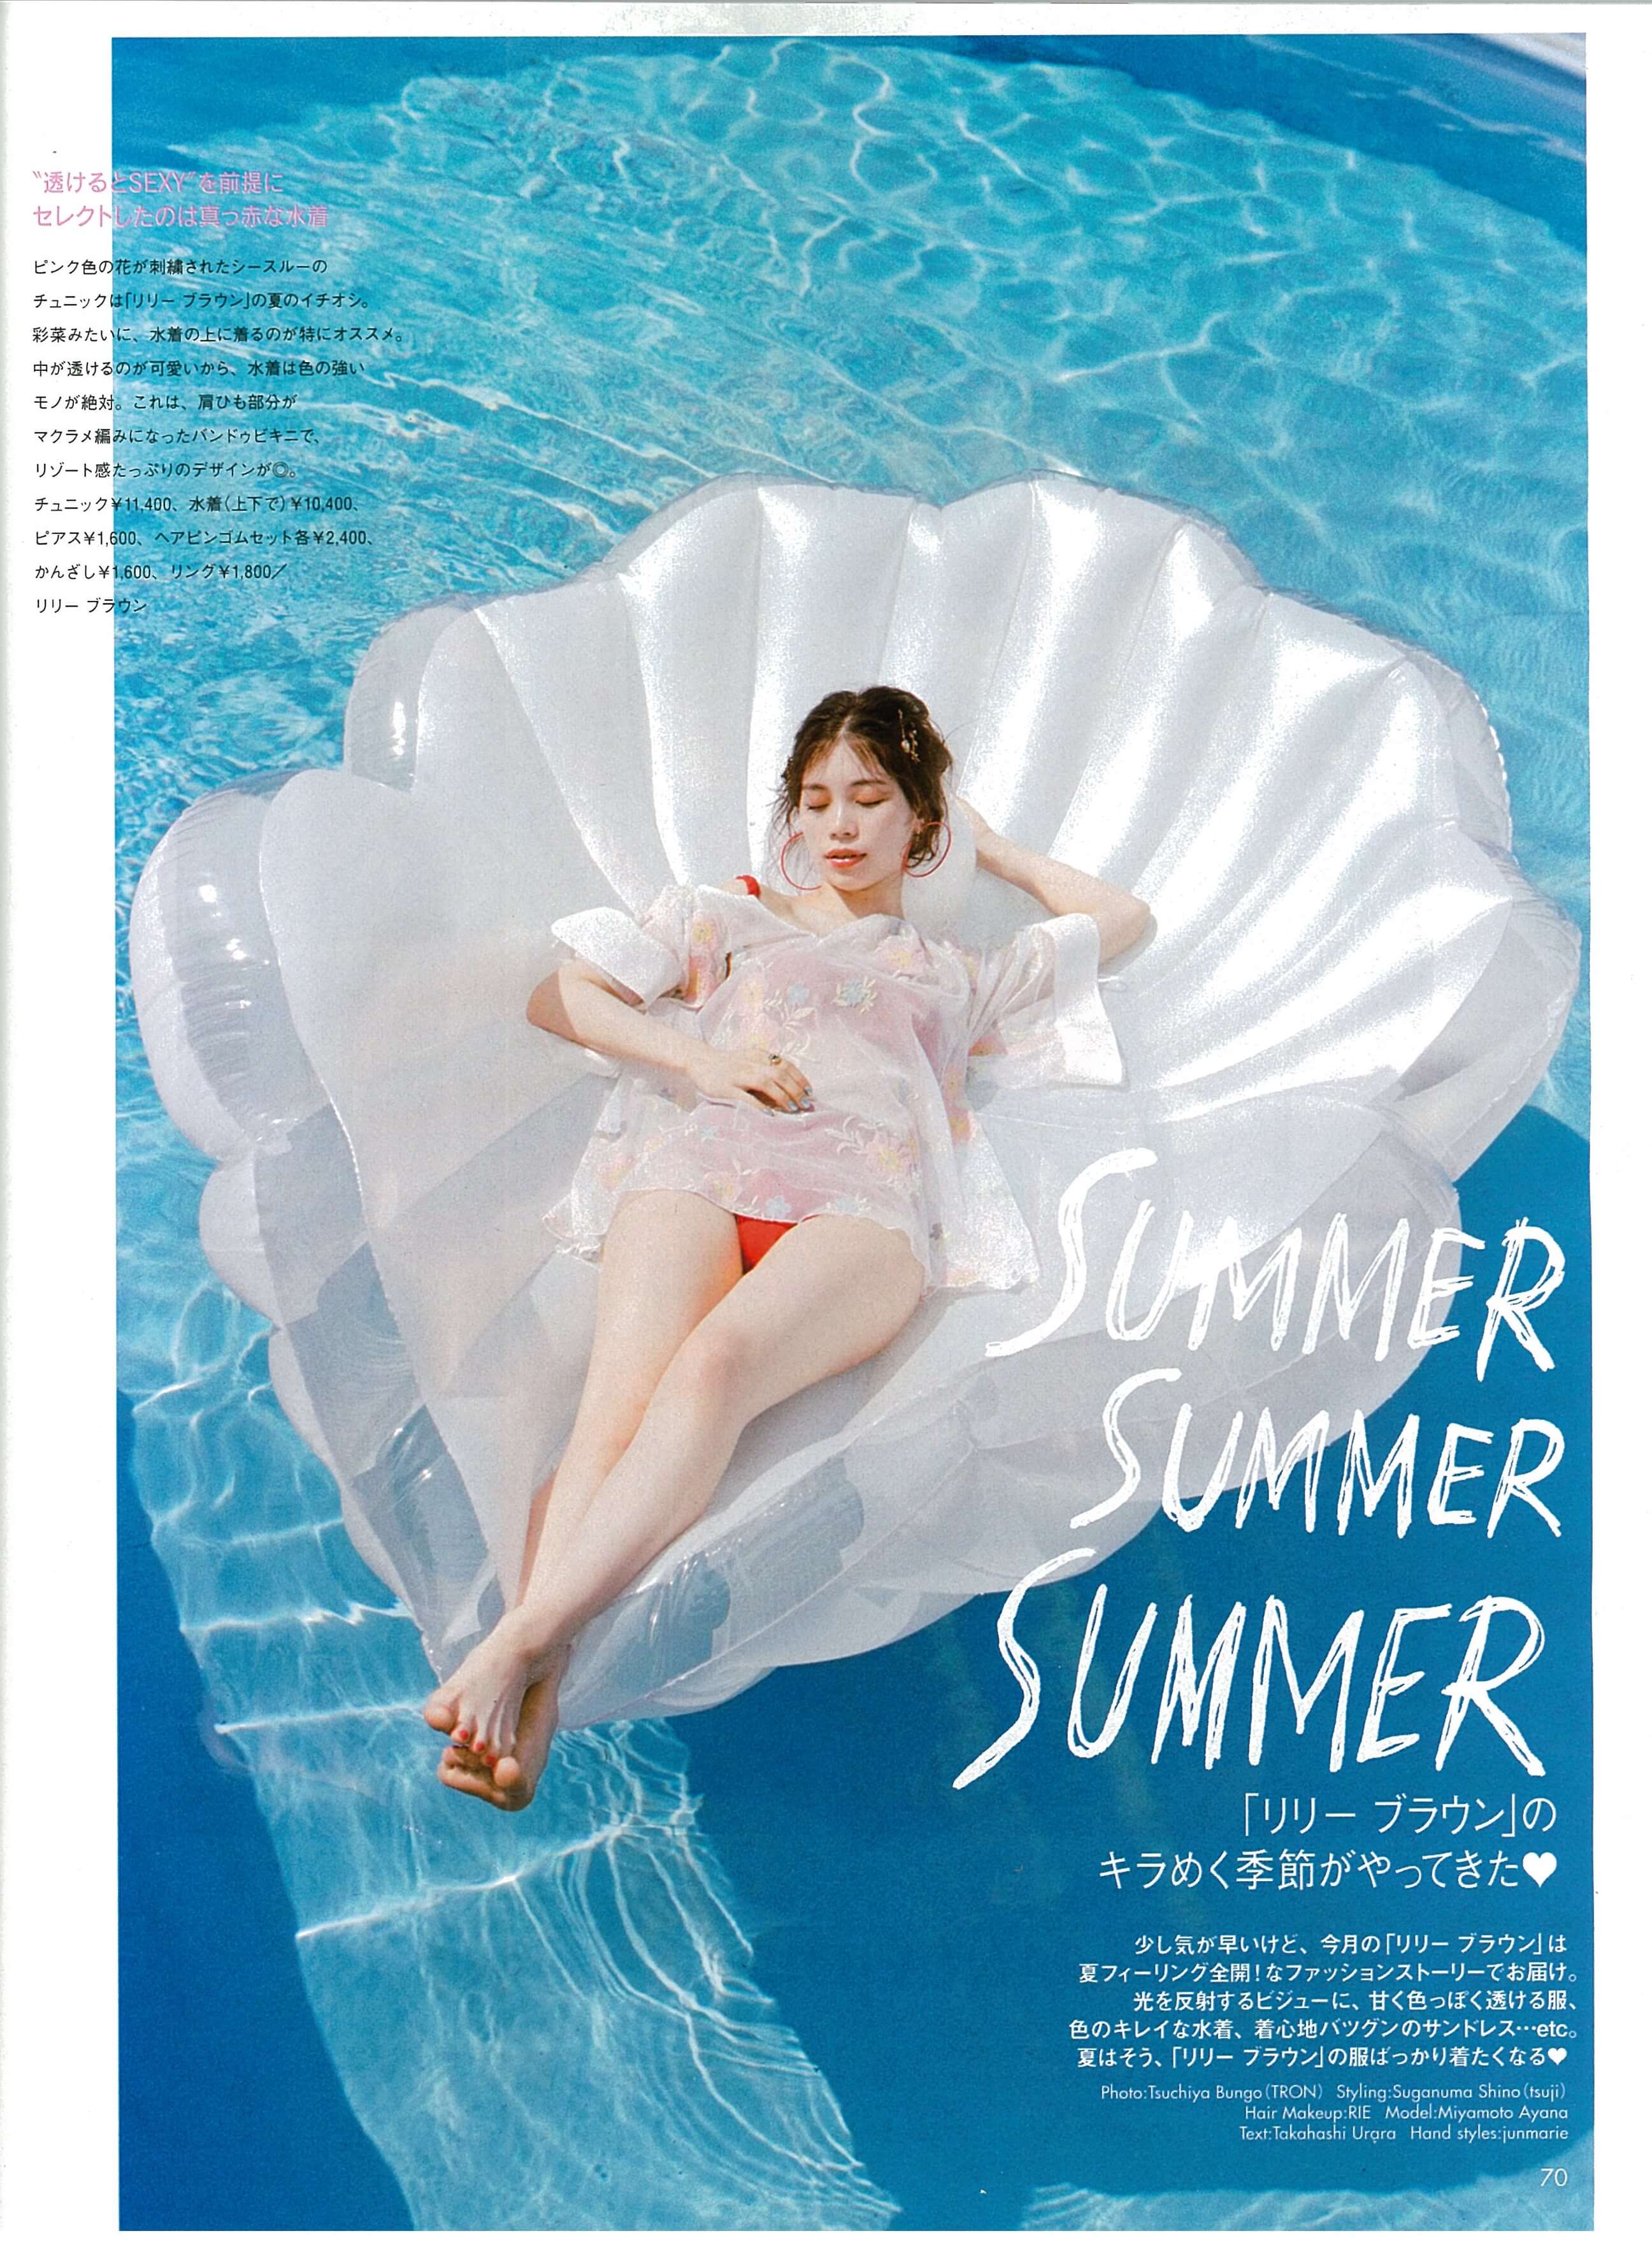 “透けるとSEXY”を前提に
セレクトしたのは真っ赤な水着
ピンク色の花が刺繍されたシースルーの
チュニックは「リリー ブラウン」の夏のイチオシ。
彩菜みたいに、水着の上に着るのが特にオススメ。
中が透けるのが可愛いから、水着は色の強い
モノが絶対。これは、肩ひも部分が
マクラメ編みになったバンドゥビキニで、
リゾート感たっぷりのデザインが◎。
チュニック¥11,400、水着（上下で）¥10,400、
ピアス¥1,600、ヘアピンゴムセット各¥2,400、
かんざし¥1,600、リング¥1,800／
リリー ブラウン
SUMMER
SUMMER
SUMMER
「リリー ブラウン」の
キラめく季節がやってきた♥
少し気が早いけど、今月の「リリー ブラウン」は
夏フィーリング全開！なファッションストーリーでお届け。
光を反射するビジューに、甘く色っぽく透ける服、
色のキレイな水着、着心地バツグンのサンドレス…etc。
夏はそう、「リリー ブラウン」の服ばっかり着たくなる♥
Photo:Tsuchiya Bungo（TRON） Styling:Suganuma Shino（tsuji）
Hair Makeup:RIE Model:Miyamoto Ayana
Text:Takahashi Urara Hand styles:junmarie
70